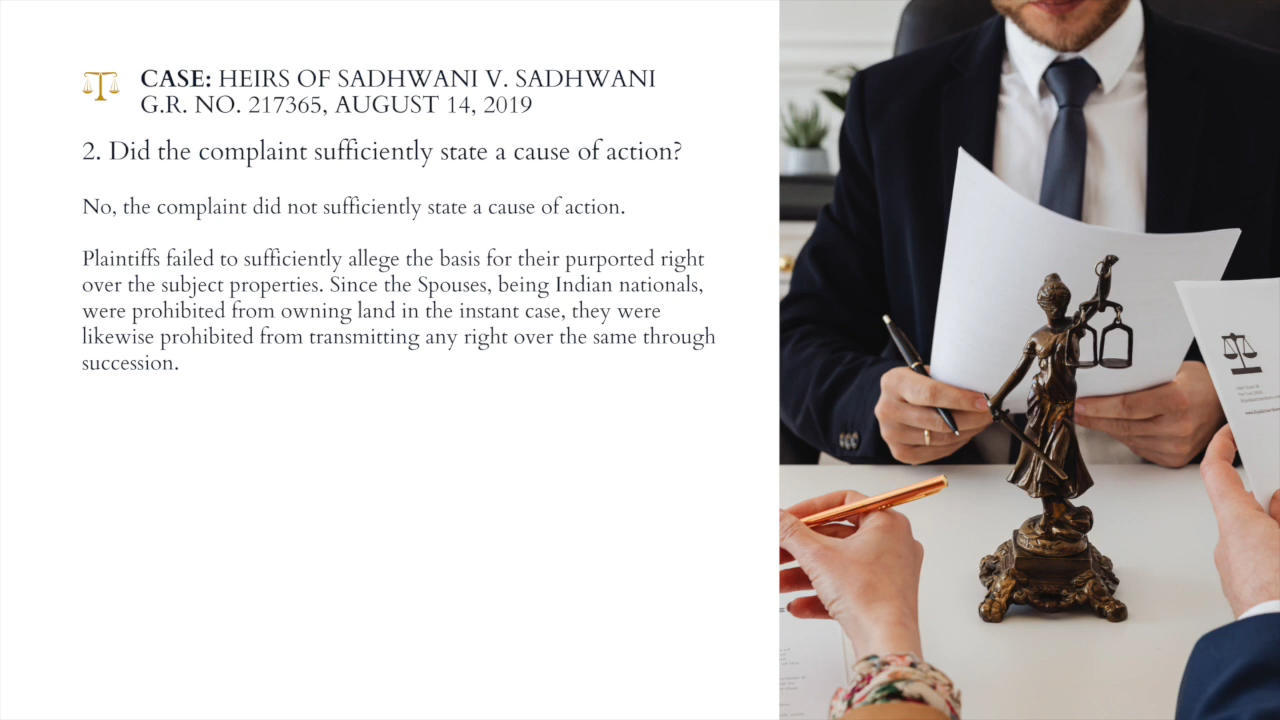 CASE: HEIRS OF SADHWANI V. SADHWANI
G.R. NO. 217365, AUGUST 14, 2019
2. Did the complaint sufficiently state a cause of action?
No, the complaint did not sufficiently state a cause of action.
Plaintiffs failed to sufficiently allege the basis for their purported right
over the subject properties. Since the Spouses, being Indian nationals,
were prohibited from owning land in the instant case, they were
likewise prohibited from transmitting any right over the same through
succession.